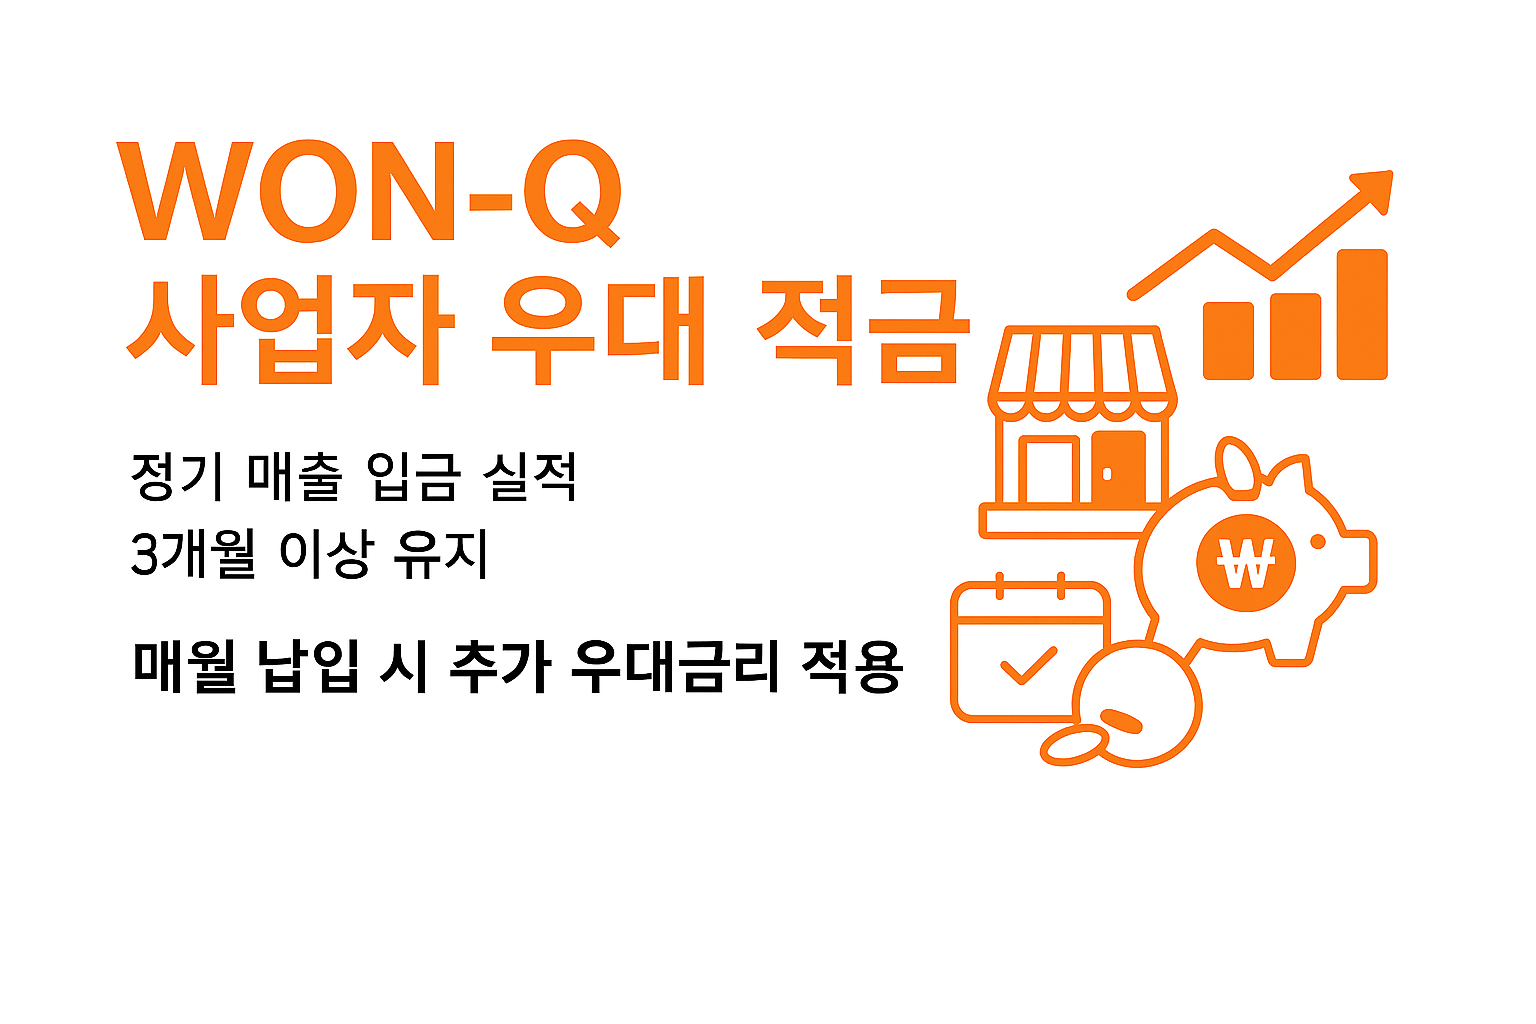 WON-Q
사업자 우대 적금
정기 매출 입금 실적
3개월 이상 유지
매월 납입 시 추가 우대금리 적용
₩